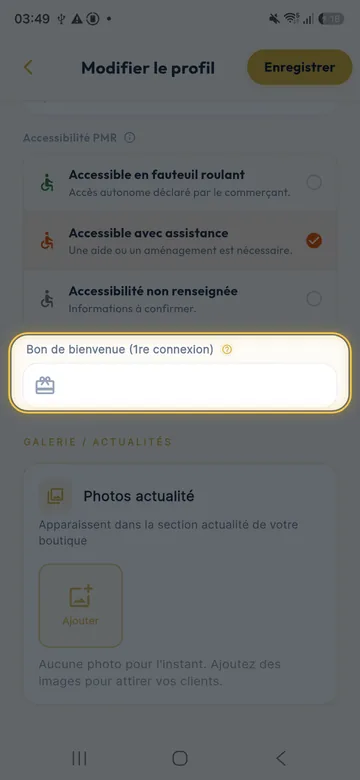 03:49
Modifier le profil
Enregistrer
Accessibilité PMR
Accessible en fauteuil roulant
Accès autonome déclaré par le commerçant.
Accessible avec assistance
Une aide ou un aménagement est nécessaire.
Accessibilité non renseignée
Informations à confirmer.
Bon de bienvenue (1re connexion)
GALERIE / ACTUALITÉS
Photos actualité
Apparaissent dans la section actualité de votre
boutique
Ajouter
Aucune photo pour l'instant. Ajoutez des
images pour attirer vos clients.